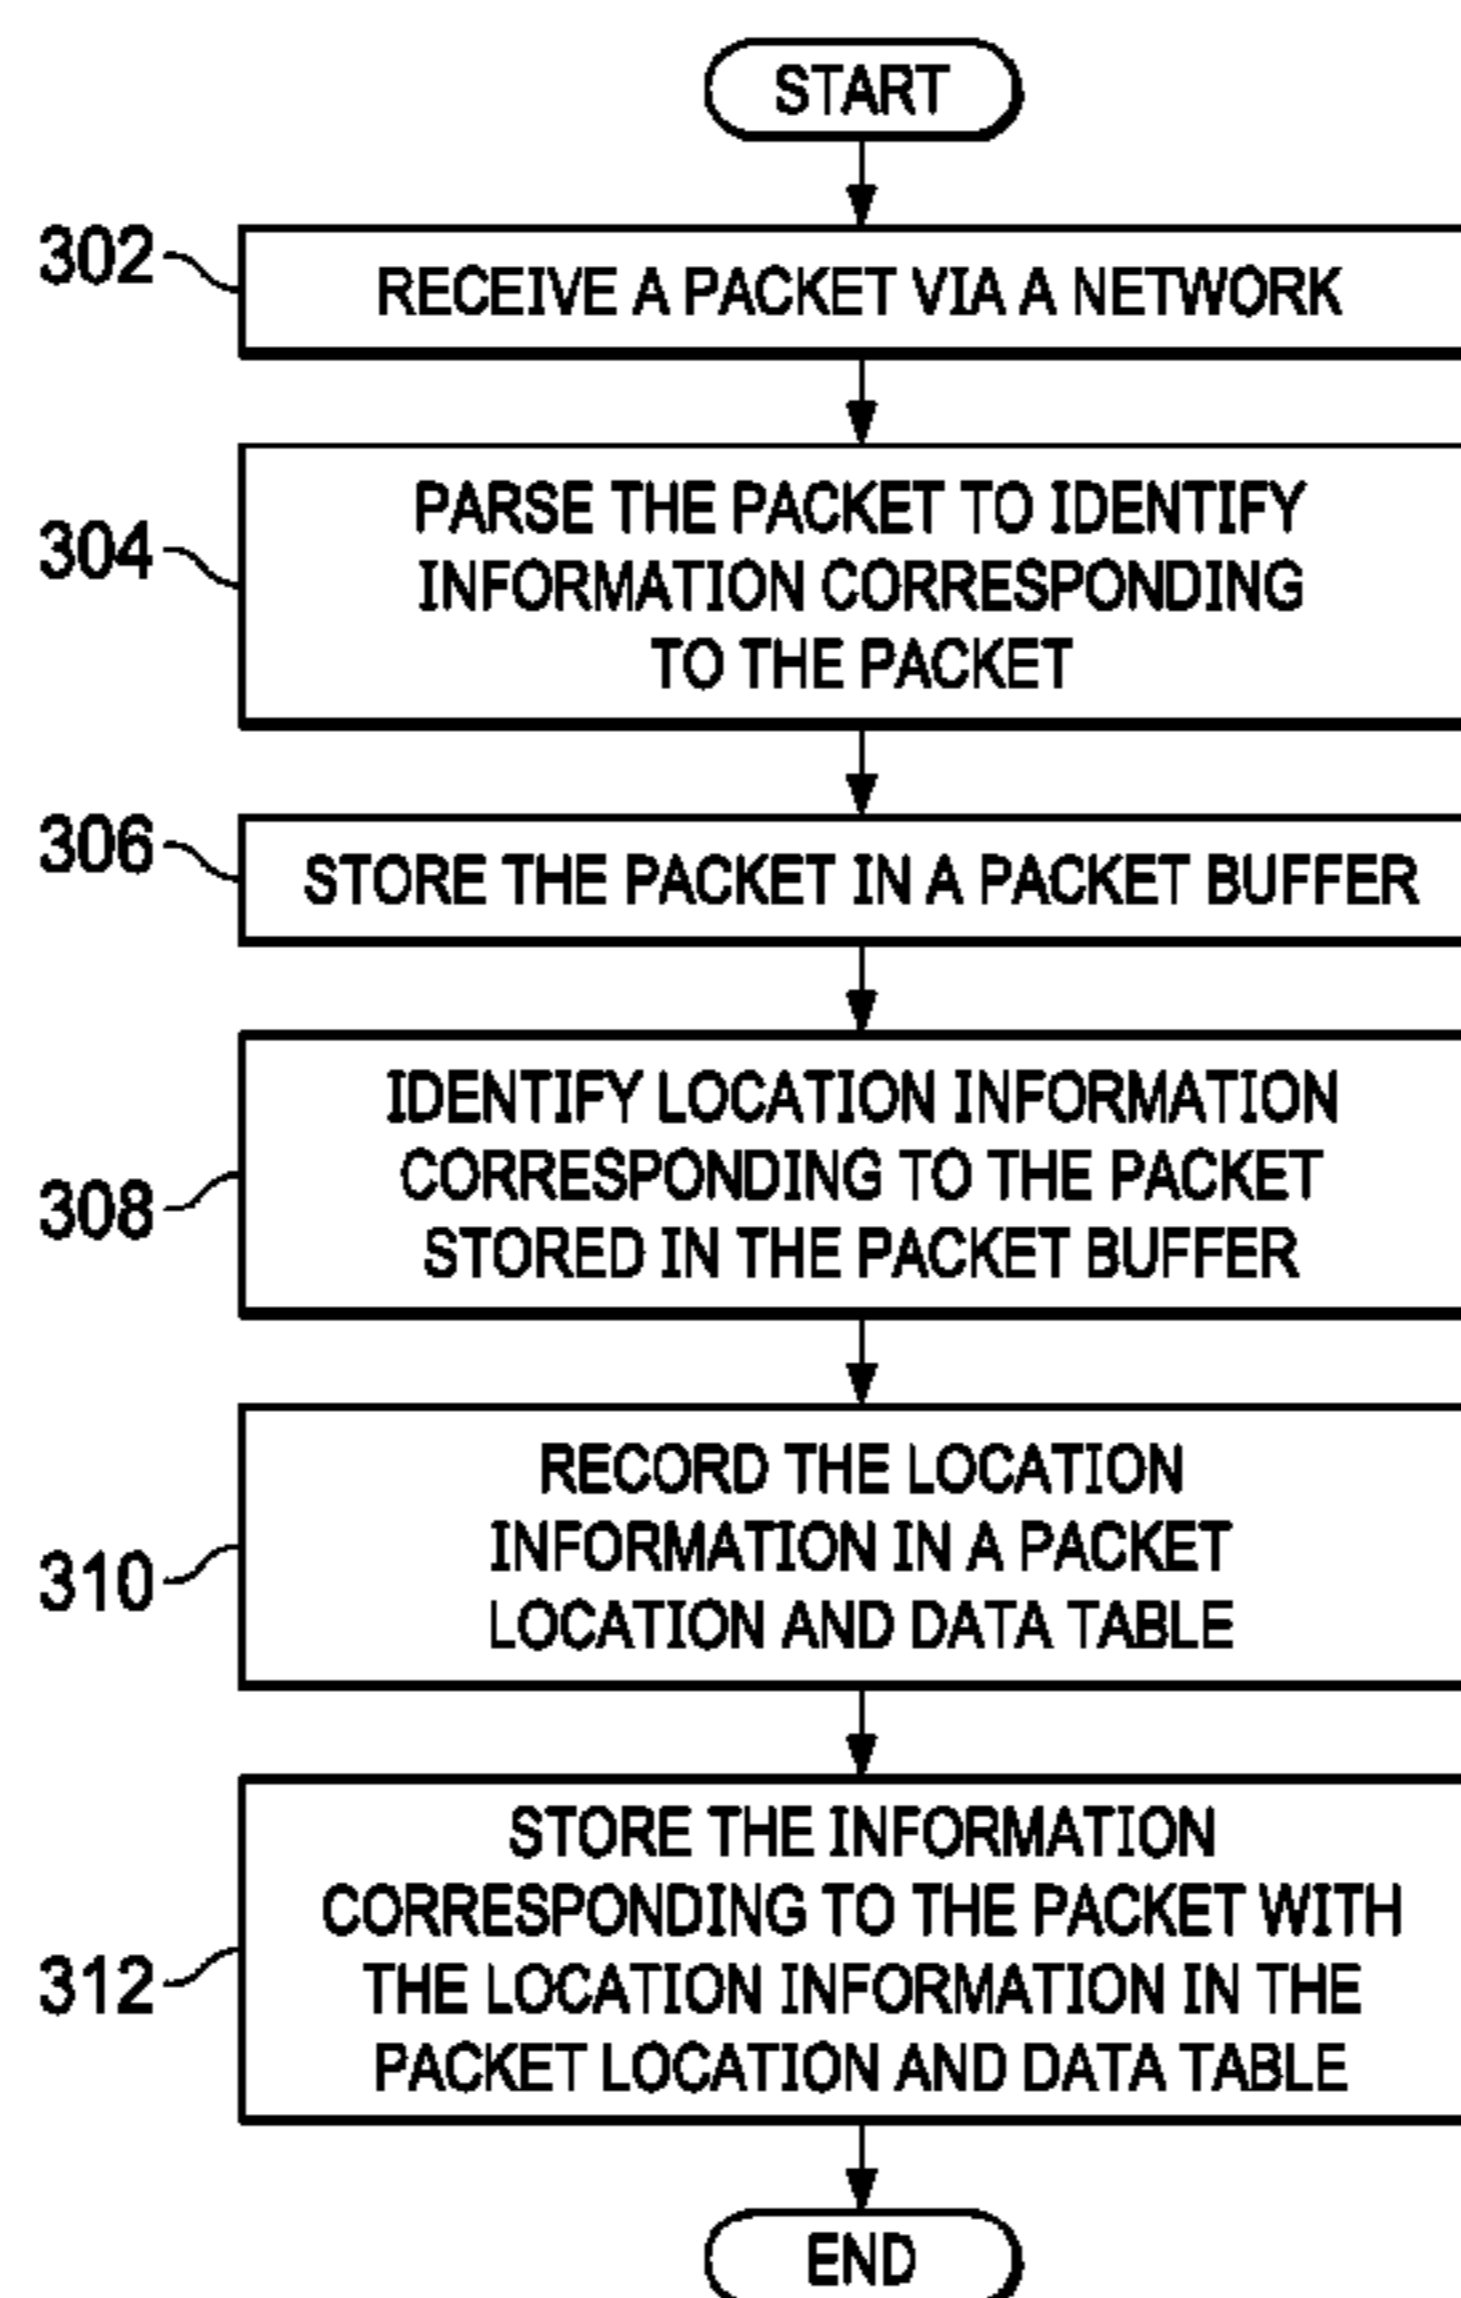 START
302
RECEIVE A PACKET VIA A NETWORK
304
PARSE THE PACKET TO IDENTIFY
INFORMATION CORRESPONDING
TO THE PACKET
306
STORE THE PACKET IN A PACKET BUFFER
308
IDENTIFY LOCATION INFORMATION
CORRESPONDING TO THE PACKET
STORED IN THE PACKET BUFFER
310
RECORD THE LOCATION
INFORMATION IN A PACKET
LOCATION AND DATA TABLE
312
STORE THE INFORMATION
CORRESPONDING TO THE PACKET WITH
THE LOCATION INFORMATION IN THE
PACKET LOCATION AND DATA TABLE
END